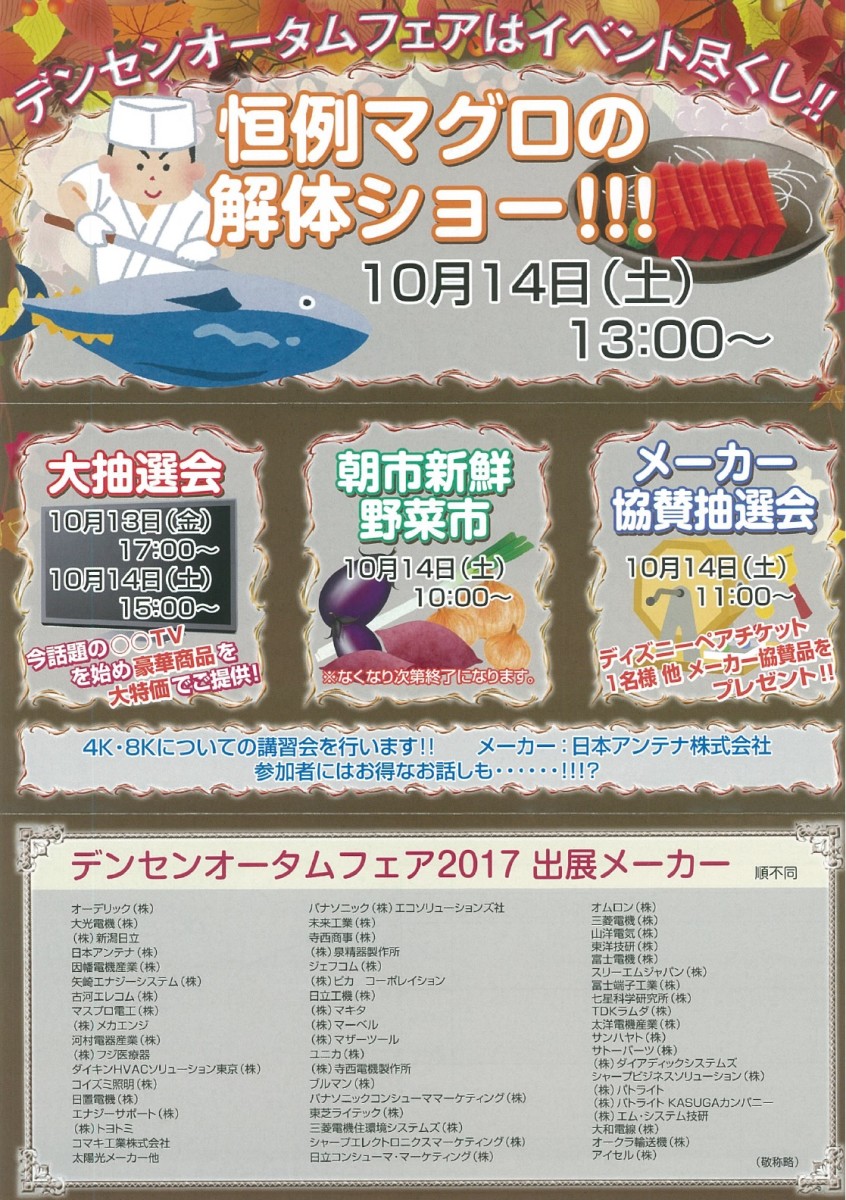 デンセンオータムフェアはイベント尽くし!!
恒例マグロの
解体ショー!!!
10月14日(土)
13:00~
大抽選会
10月13日(金)
17:00~
10月14日(土)
15:00~
今話題の○○TV
を始め豪華商品を
大特価でご提供!
朝市新鮮
野菜市
10月14日(土)
10:00~
※なくなり次第終了になります。
メーカー
協賛抽選会
10月14日(土)
11:00~
ディズニーペアチケット
1名様 他 メーカー協賛品を
プレゼント!!
4K・8Kについての講習会を行います!! メーカー:日本アンテナ株式会社
参加者にはお得なお話しも・・・・・・!!!?
デンセンオータムフェア2017 出展メーカー 順不同
オーデリック(株)
大光電機(株)
(株)新潟日立
日本アンテナ(株)
因幡電機産業(株)
矢崎エナジーシステム(株)
古河エレコム(株)
マスプロ電工(株)
(株)メカエンジ
河村電器産業(株)
(株)フジ医療器
ダイキンHVACソリューション東京(株)
コイズミ照明(株)
日置電機(株)
エナジーサポート(株)
(株)トヨトミ
コマキ工業株式会社
太陽光メーカー他
パナソニック(株)エコソリューションズ社
未来工業(株)
寺西商事(株)
(株)泉精器製作所
ジェフコム(株)
(株)ピカ コーポレイション
日立工機(株)
(株)マキタ
(株)マーベル
(株)マザーツール
ユニカ(株)
(株)寺西電機製作所
ブルマン(株)
パナソニックコンシューママーケティング(株)
東芝ライテック(株)
三菱電機住環境システムズ(株)
シャープエレクトロニクスマーケティング(株)
日立コンシューマ・マーケティング(株)
オムロン(株)
三菱電機(株)
山洋電気(株)
東洋技研(株)
富士電機(株)
スリーエムジャパン(株)
冨士端子工業(株)
七星科学研究所(株)
TDKラムダ(株)
太洋電機産業(株)
サンハヤト(株)
サトーパーツ(株)
(株)ダイアディックシステムズ
シャープビジネスソリューション(株)
(株)パトライト
(株)パトライト KASUGAカンパニー
(株)エム・システム技研
大和電線(株)
オークラ輸送機(株)
アイセル(株)
(敬称略)